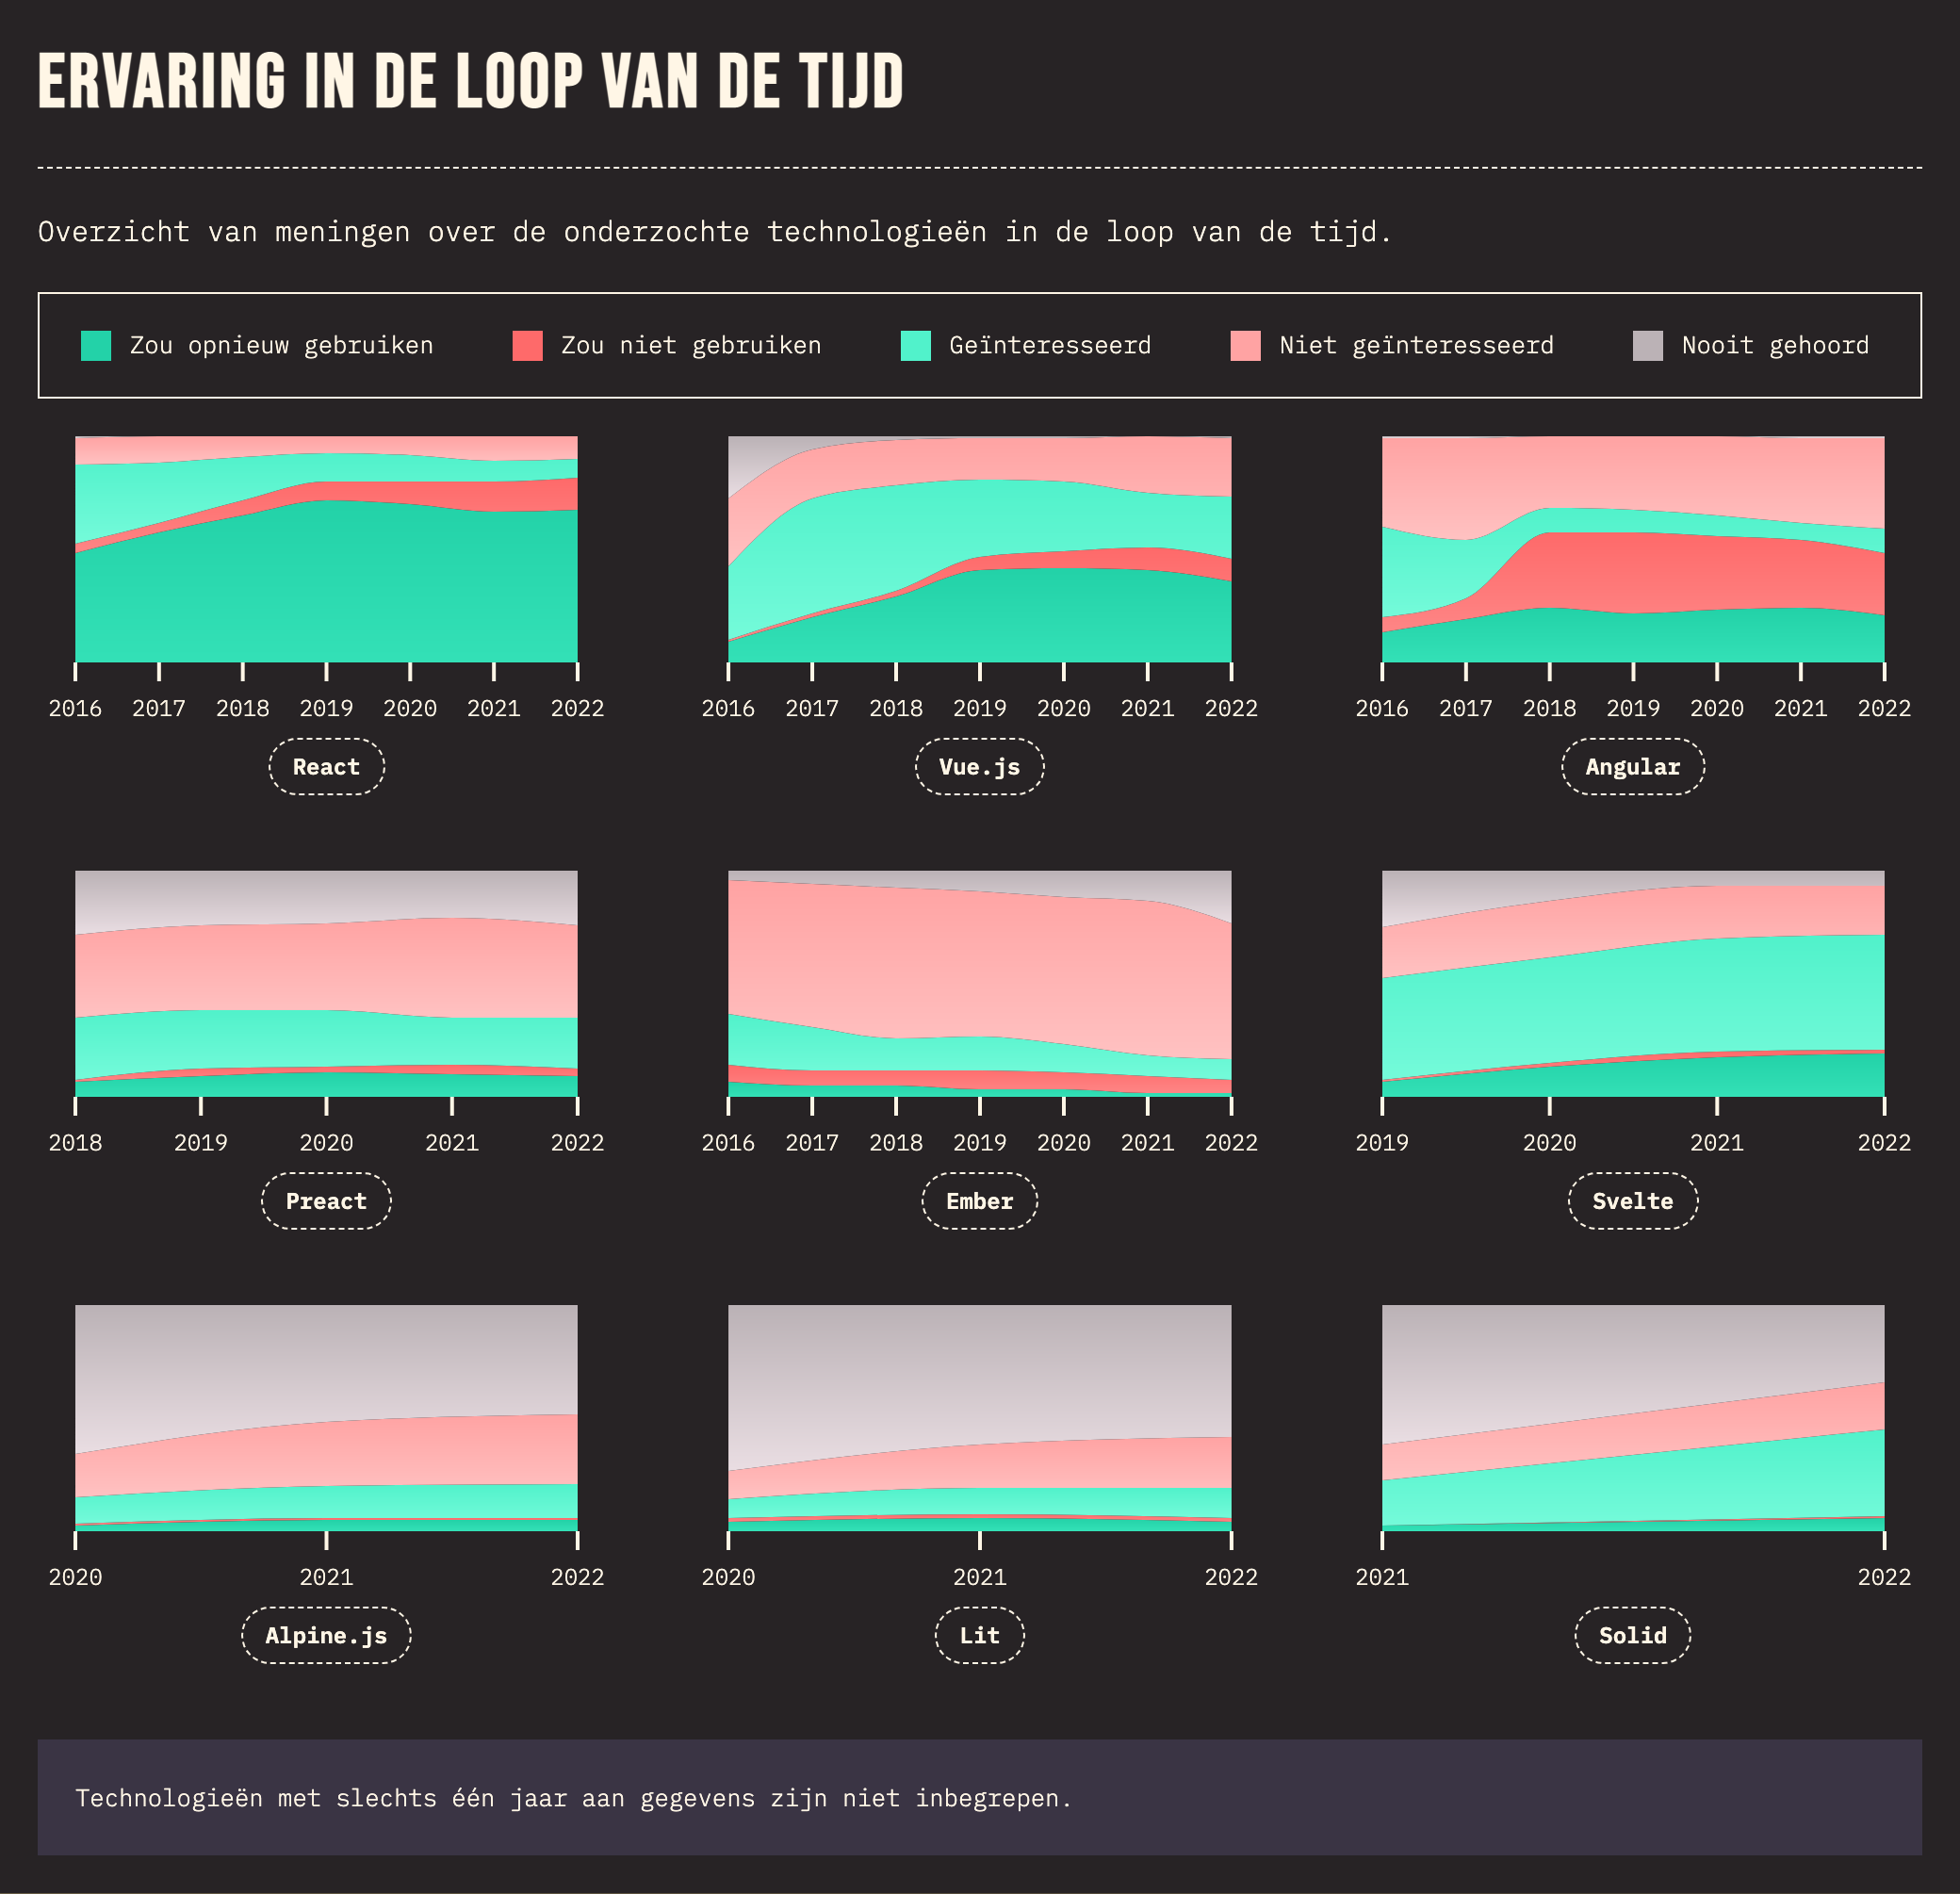 ERVARING IN DE LOOP VAN DE TIJD
Overzicht van meningen over de onderzochte technologieën in de loop van de tijd.
Zou opnieuw gebruiken Zou niet gebruiken Geïnteresseerd Niet geïnteresseerd Nooit gehoord
2016 2017 2018 2019 2020 2021 2022 2016 2017 2018 2019 2020 2021 2022 2016 2017 2018 2019 2020 2021 2022
React Vue.js Angular
2018 2019 2020 2021 2022 2016 2017 2018 2019 2020 2021 2022 2019 2020 2021 2022
Preact Ember Svelte
2020 2021 2022 2020 2021 2022 2021 2022
Alpine.js Lit Solid
Technologieën met slechts één jaar aan gegevens zijn niet inbegrepen.